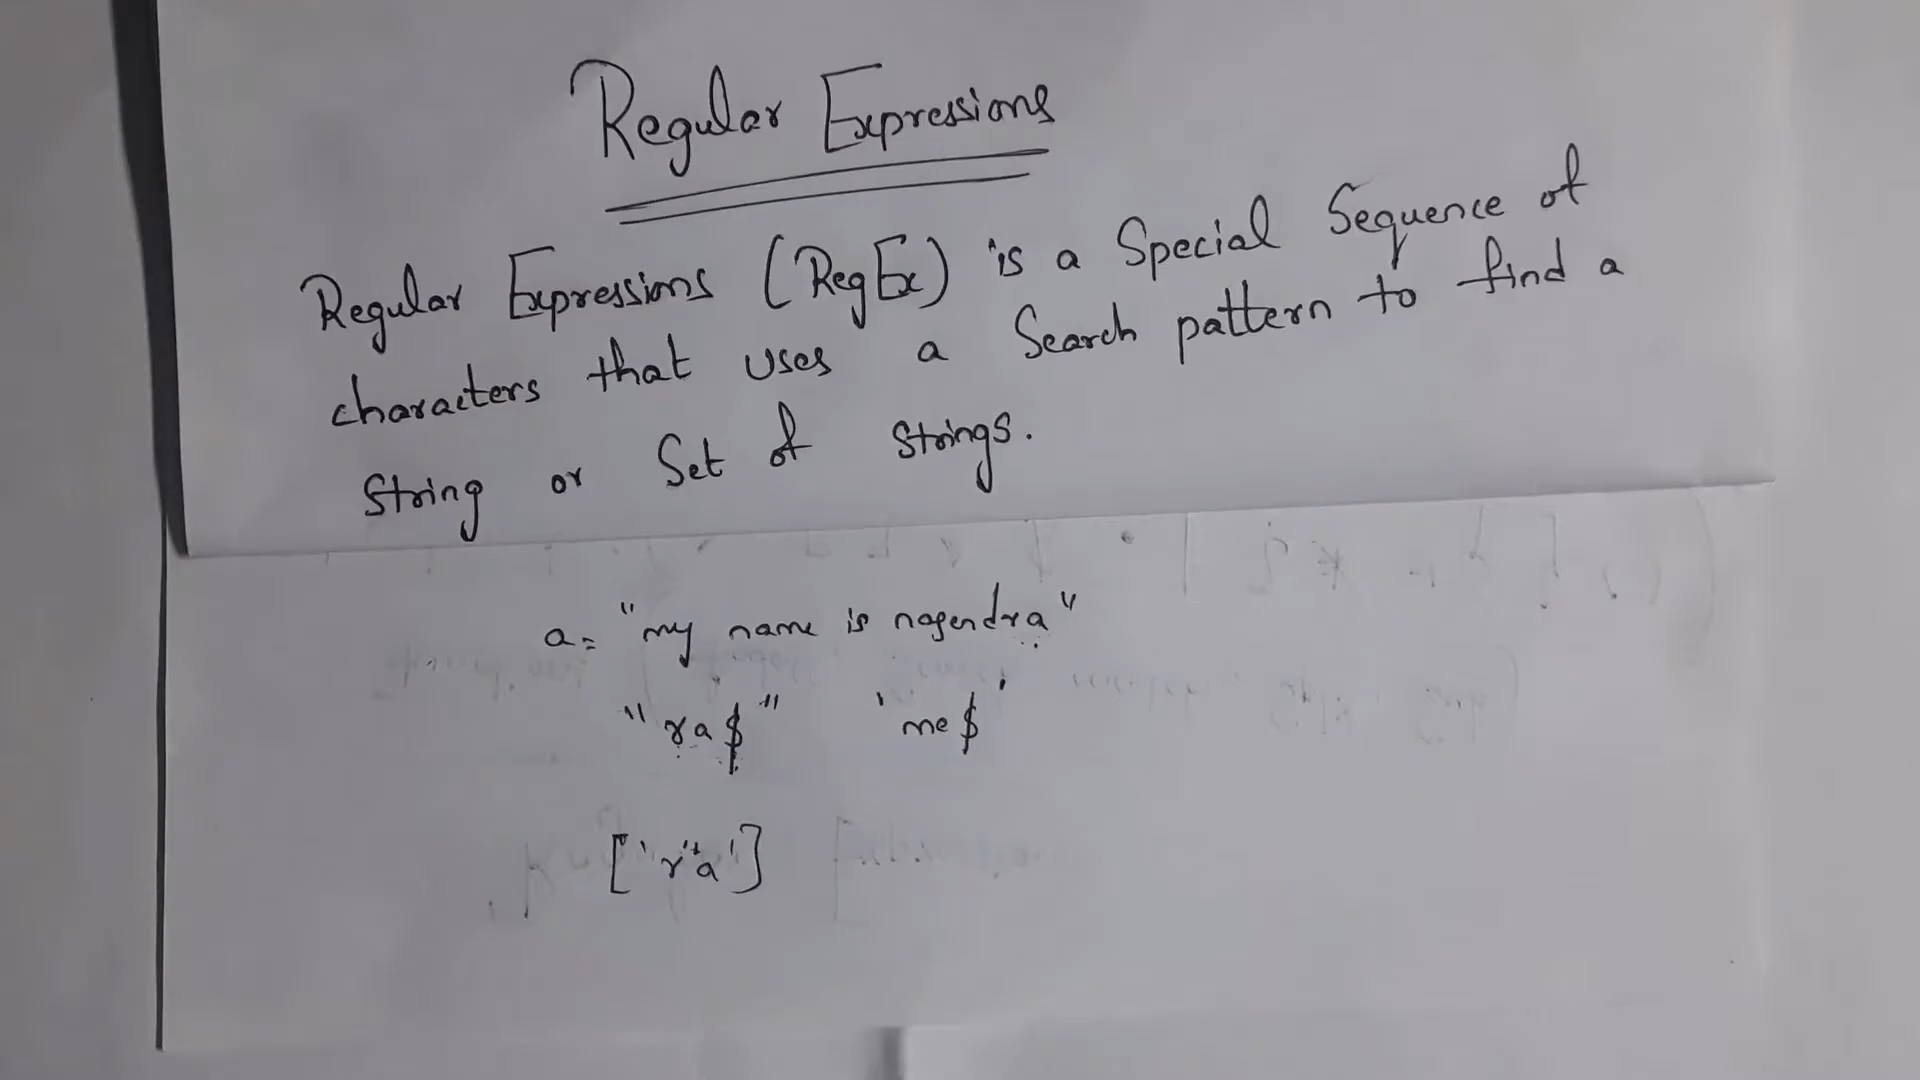 Regular Expressions
Regular Expressions (RegEx) is a Special Sequence of
characters that uses a Search pattern to find a
String or Set of Strings.
a= "my name is nagendra"
"ra$" 'me$'
['ra']